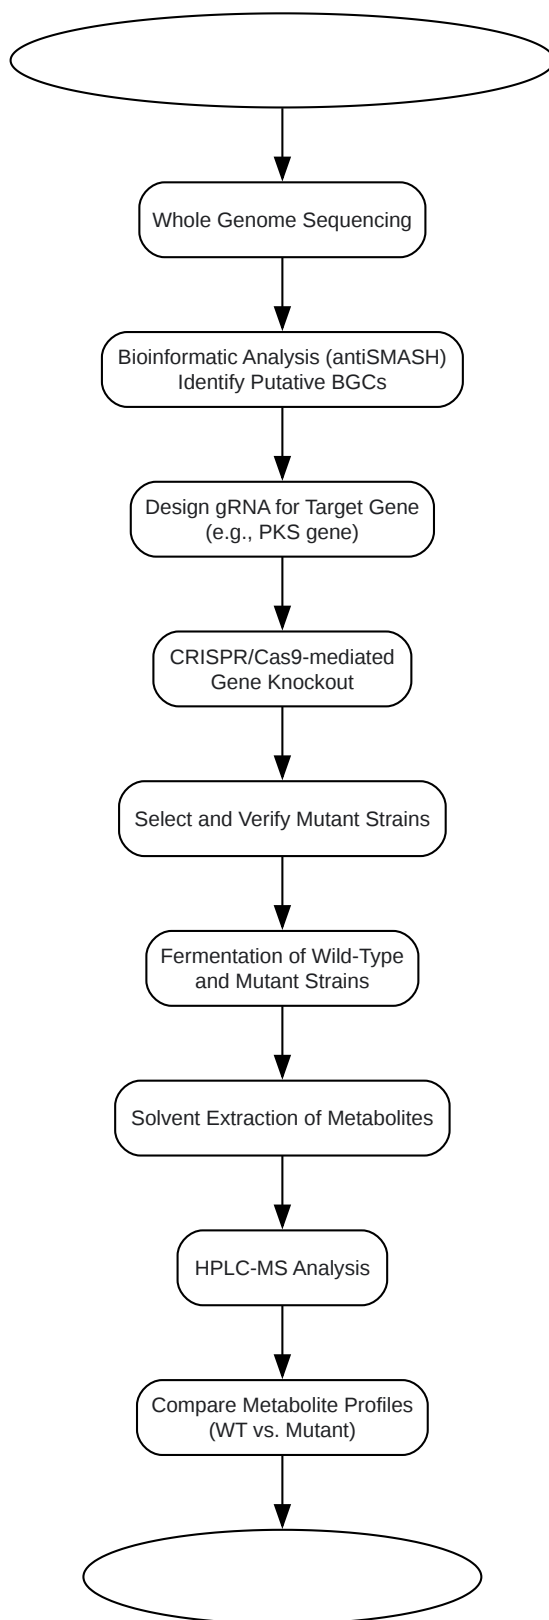 Whole Genome Sequencing
Bioinformatic Analysis (antiSMASH)
Identify Putative BGCs
Design gRNA for Target Gene
(e.g., PKS gene)
CRISPR/Cas9-mediated
Gene Knockout
Select and Verify Mutant Strains
Fermentation of Wild-Type
and Mutant Strains
Solvent Extraction of Metabolites
HPLC-MS Analysis
Compare Metabolite Profiles
(WT vs. Mutant)